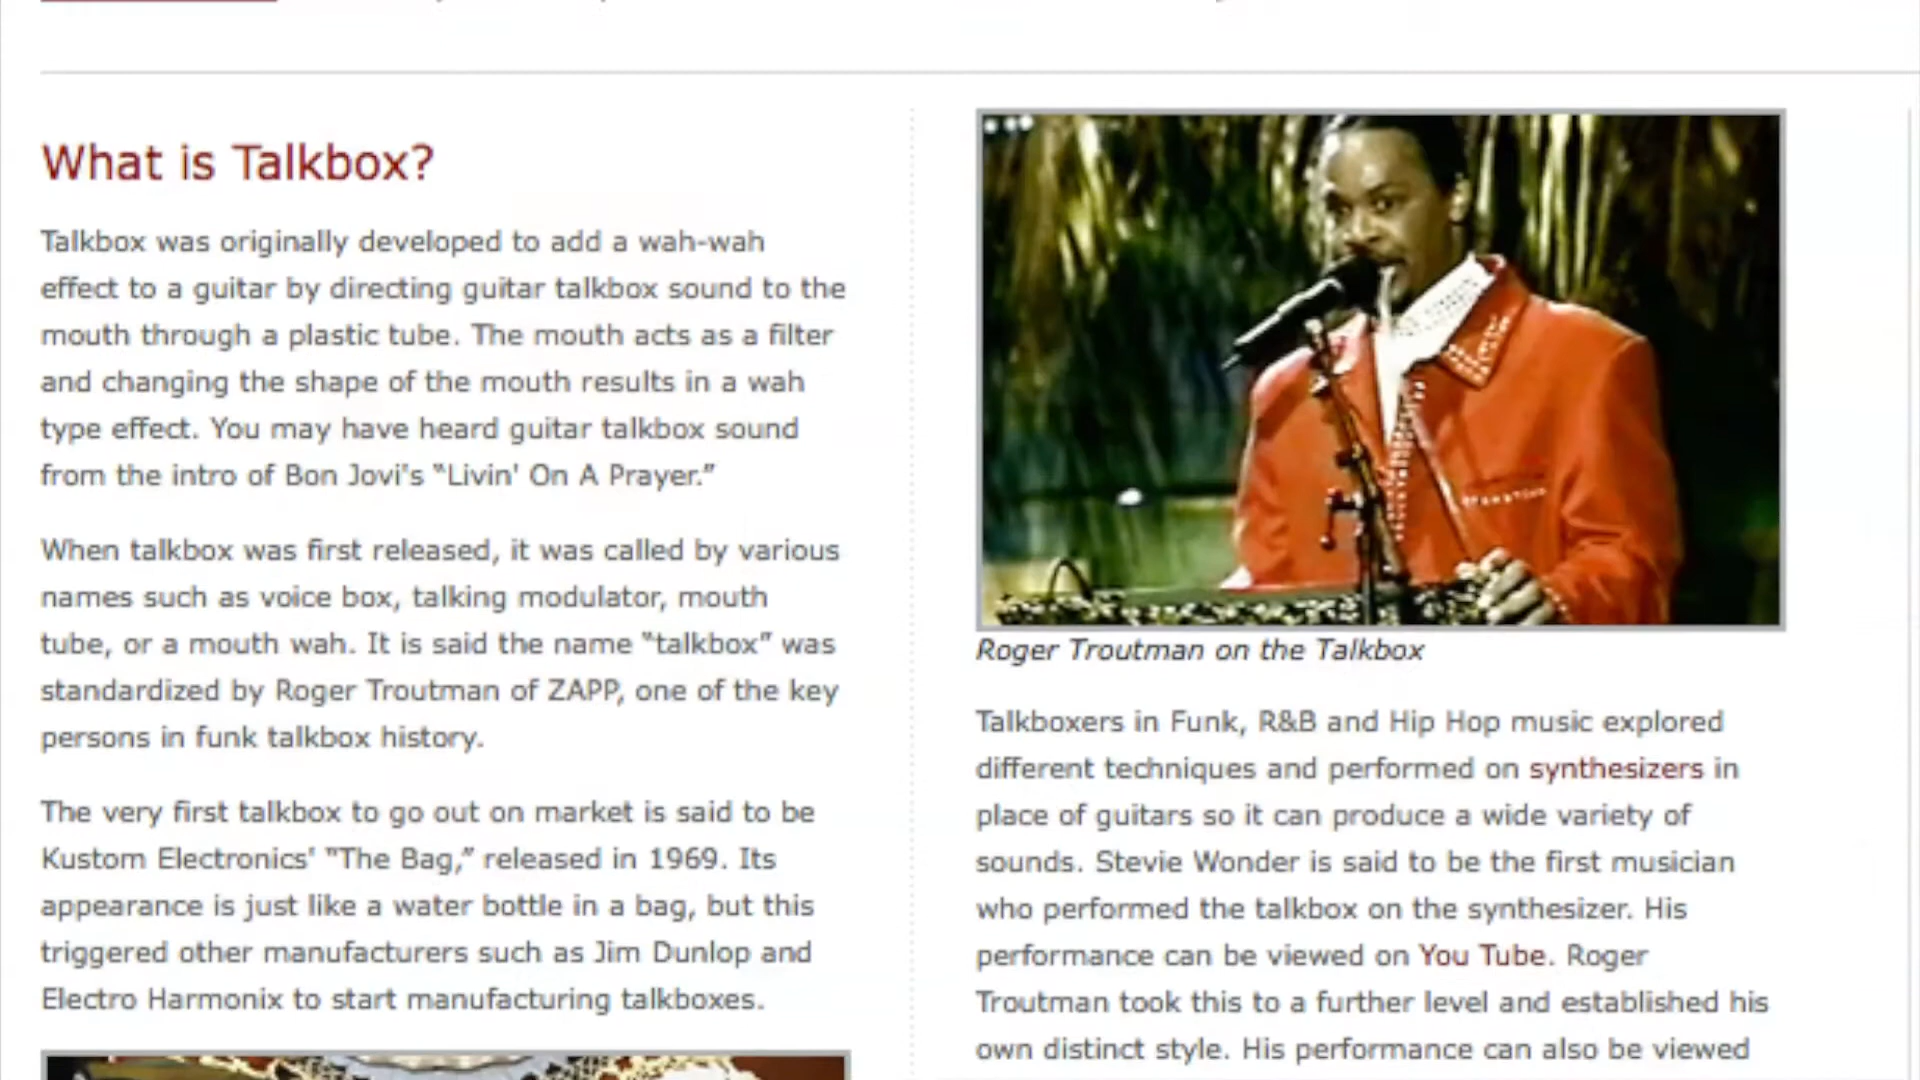 What is Talkbox?
Talkbox was originally developed to add a wah-wah
effect to a guitar by directing guitar talkbox sound to the
mouth through a plastic tube. The mouth acts as a filter
and changing the shape of the mouth results in a wah
type effect. You may have heard guitar talkbox sound
from the intro of Bon Jovi's “Livin' On A Prayer.”
When talkbox was first released, it was called by various
names such as voice box, talking modulator, mouth
tube, or a mouth wah. It is said the name “talkbox” was
standardized by Roger Troutman of ZAPP, one of the key
persons in funk talkbox history.
The very first talkbox to go out on market is said to be
Kustom Electronics' "The Bag,” released in 1969. Its
appearance is just like a water bottle in a bag, but this
triggered other manufacturers such as Jim Dunlop and
Electro Harmonix to start manufacturing talkboxes.
Roger Troutman on the Talkbox
Talkboxers in Funk, R&B and Hip Hop music explored
different techniques and performed on synthesizers in
place of guitars so it can produce a wide variety of
sounds. Stevie Wonder is said to be the first musician
who performed the talkbox on the synthesizer. His
performance can be viewed on You Tube. Roger
Troutman took this to a further level and established his
own distinct style. His performance can also be viewed